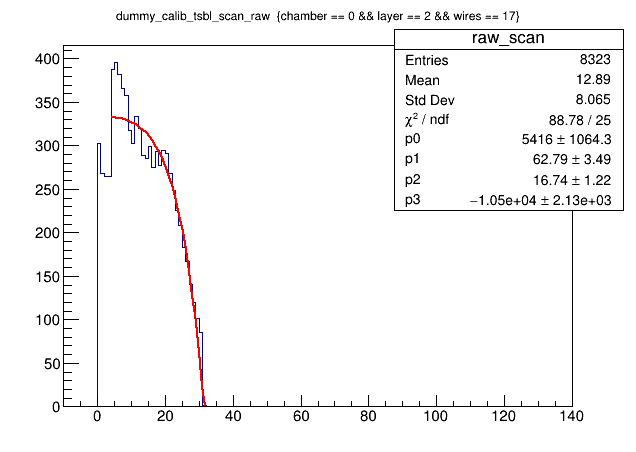 dummy_calib_tsbl_scan_raw {chamber == 0 && layer == 2 && wires == 17}
raw_scan
Entries 8323
Mean 12.89
Std Dev 8.065
χ² / ndf 88.78 / 25
p0 5416 ± 1064.3
p1 62.79 ± 3.49
p2 16.74 ± 1.22
p3 −1.05e+04 ± 2.13e+03
400
350
300
250
200
150
100
50
0
0 20 40 60 80 100 120 140